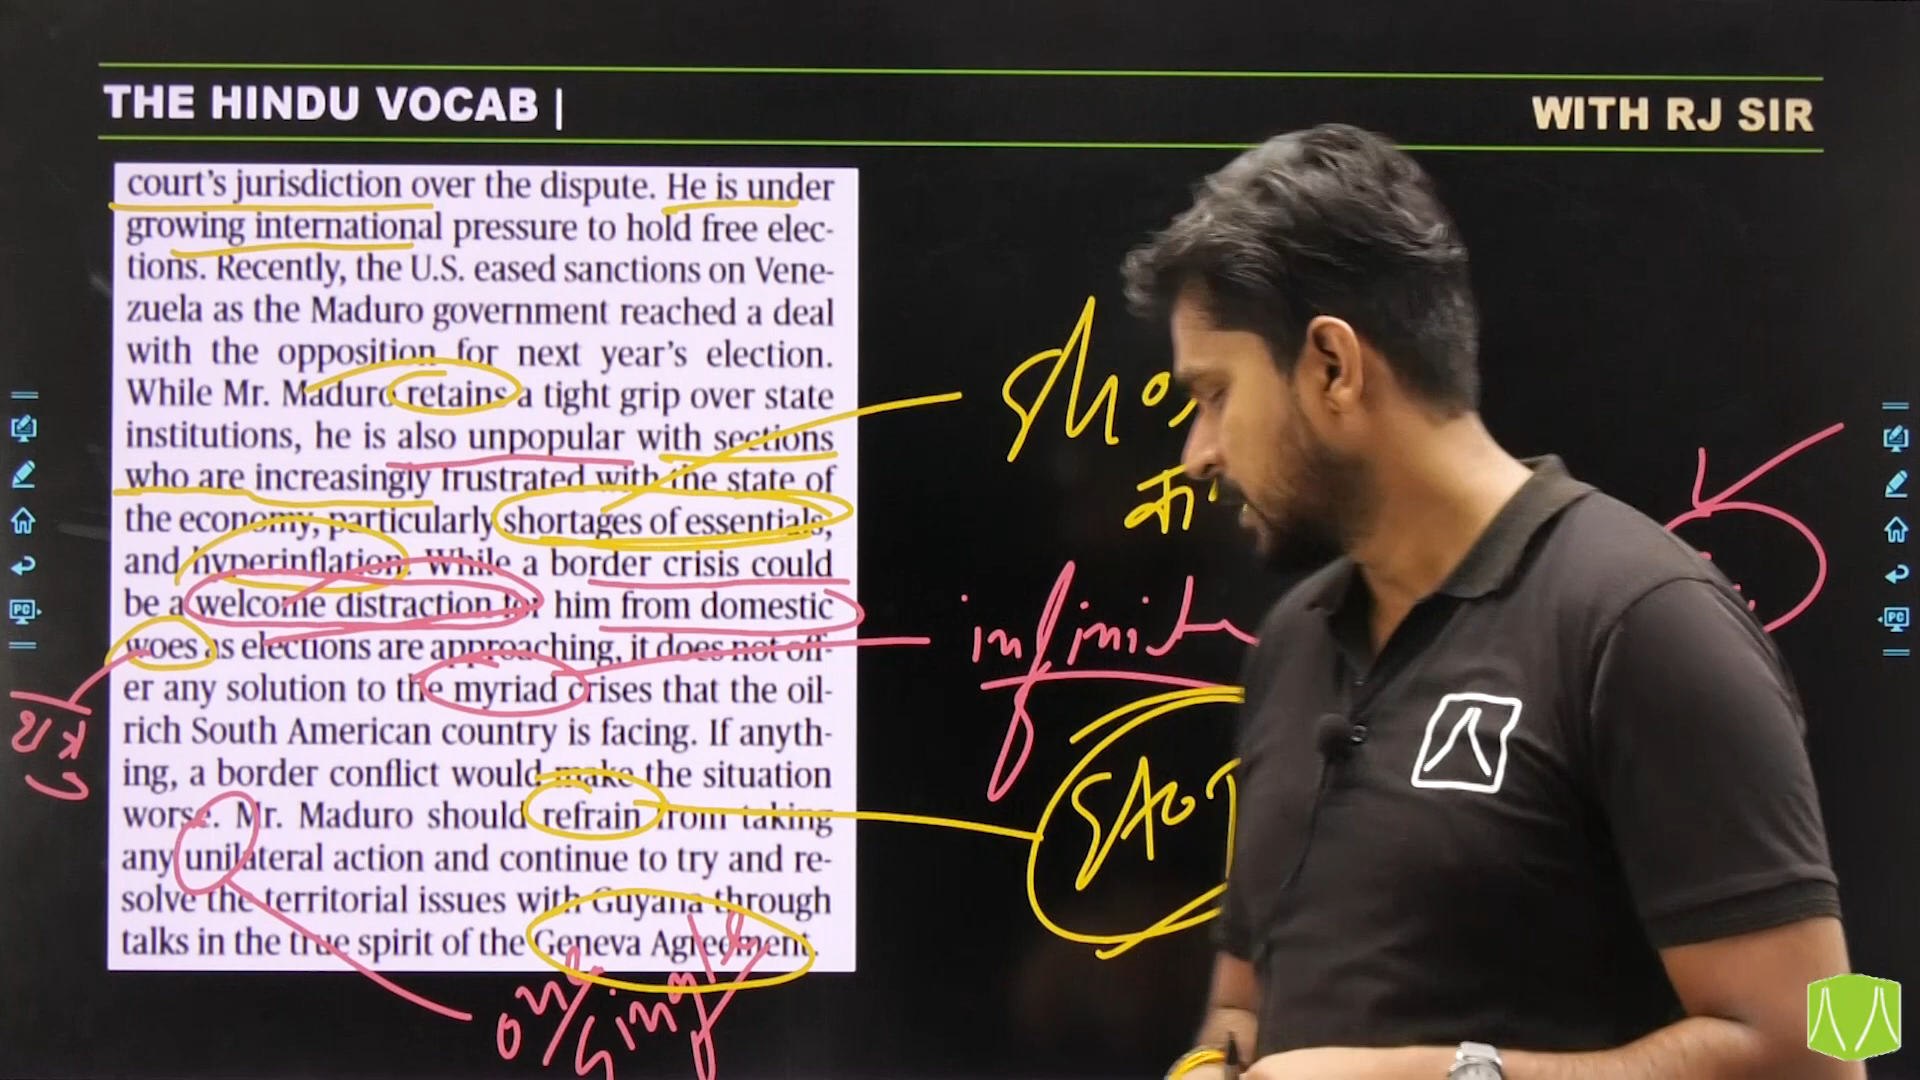 THE HINDU VOCAB |
WITH RJ SIR
court's jurisdiction over the dispute. He is under
growing international pressure to hold free elec-
tions. Recently, the U.S. eased sanctions on Vene-
zuela as the Maduro government reached a deal
with the opposition for next year's election.
While Mr. Maduro retains a tight grip over state
institutions, he is also unpopular with sections
who are increasingly frustrated with the state of
the economy, particularly shortages of essentials,
and hyperinflation. While a border crisis could
be a welcome distraction for him from domestic
woes as elections are approaching, it does not off-
er any solution to the myriad crises that the oil-
rich South American country is facing. If anyth-
ing, a border conflict would make the situation
worse. Mr. Maduro should refrain from taking
any unilateral action and continue to try and re-
solve the territorial issues with Guyana through
talks in the true spirit of the Geneva Agreement.
one/
single
PC
PC